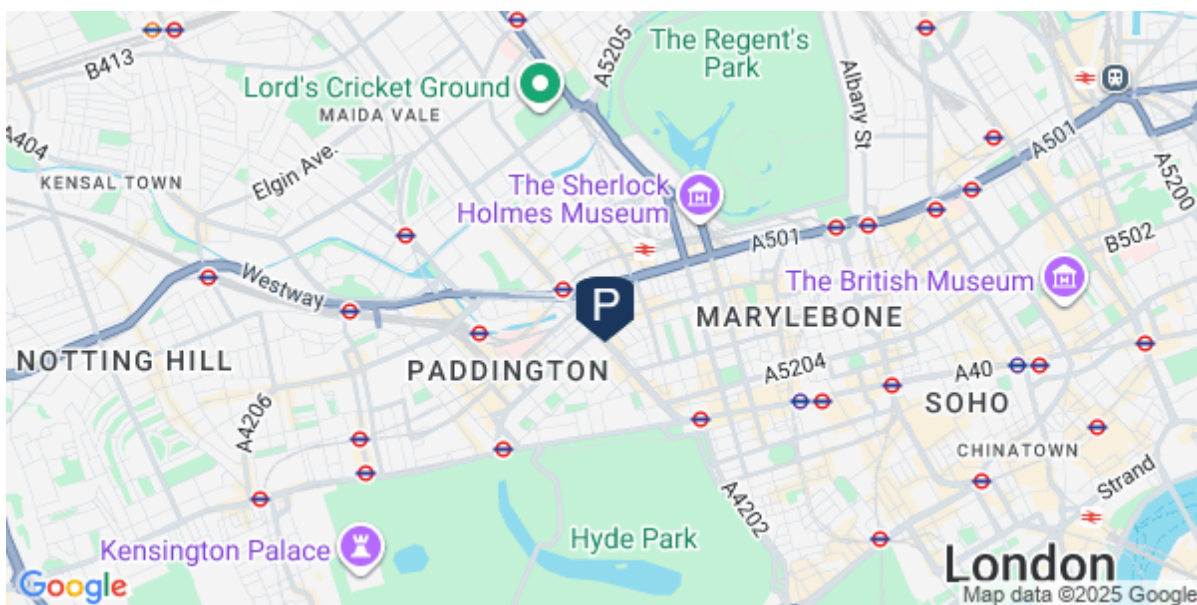 B413
A5205
The Regent's
Park
Albany St
Lord's Cricket Ground
MAIDA VALE
A404
Elgin Ave.
KENSAL TOWN
A501
A5200
The Sherlock
Holmes Museum
A501
B502
Westway
The British Museum
P
MARYLEBONE
NOTTING HILL
PADDINGTON
A5204
A40
SOHO
A4206
CHINATOWN
Strand
A4202
Kensington Palace
Hyde Park
London
Google
Map data ©2025 Google